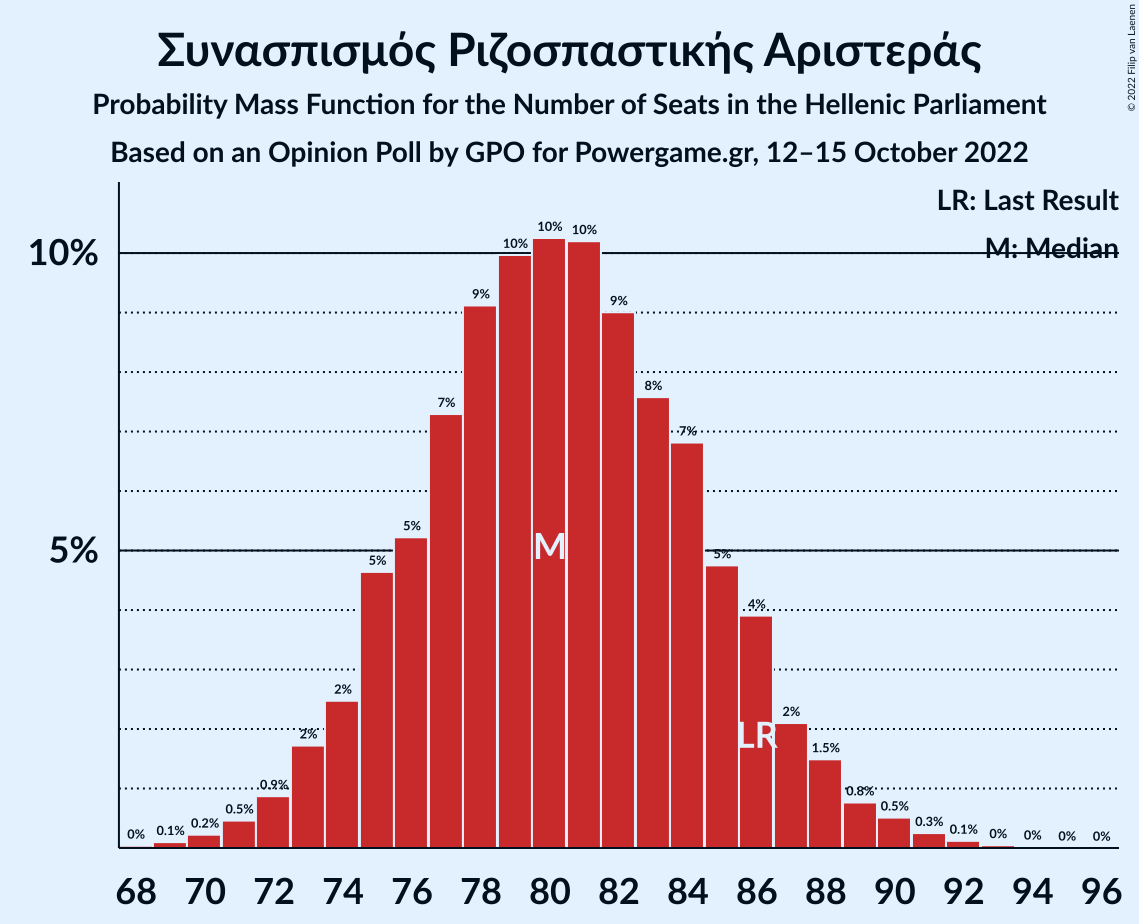 Συνασπισμός Ριζοσπαστικής Αριστεράς
Probability Mass Function for the Number of Seats in the Hellenic Parliament
Based on an Opinion Poll by GPO for Powergame.gr, 12–15 October 2022
© 2022 Filip van Laenen
LR: Last Result
M: Median
10%
5%
0% 0.1% 0.2% 0.5% 0.9% 2% 2% 5% 5% 7% 9% 10% 10% 10% 9% 8% 7% 5% 4% 2% 1.5% 0.8% 0.5% 0.3% 0.1% 0% 0% 0% 0%
M
LR
68 70 72 74 76 78 80 82 84 86 88 90 92 94 96